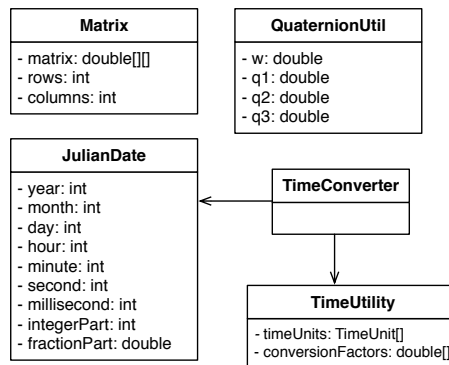 Matrix
- matrix: double[][]
- rows: int
- columns: int
QuaternionUtil
- w: double
- q1: double
- q2: double
- q3: double
JulianDate
- year: int
- month: int
- day: int
- hour: int
- minute: int
- second: int
- millisecond: int
- integerPart: int
- fractionPart: double
TimeConverter
TimeUtility
- timeUnits: TimeUnit[]
- conversionFactors: double[]